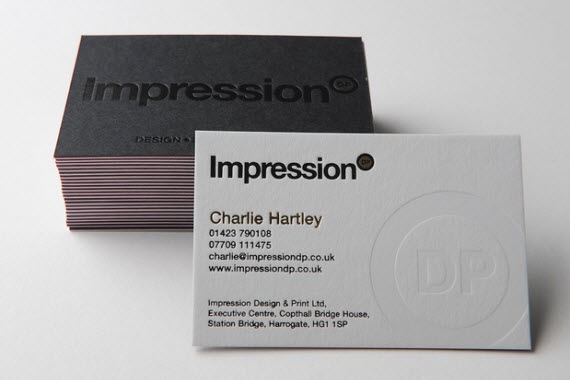 Impression DP
DESIGN
Impression DP
Charlie Hartley
01423 790108
07709 111475
charlie@impressiondp.co.uk
www.impressiondp.co.uk
DP
Impression Design & Print Ltd,
Executive Centre, Copthall Bridge House,
Station Bridge, Harrogate, HG1 1SP